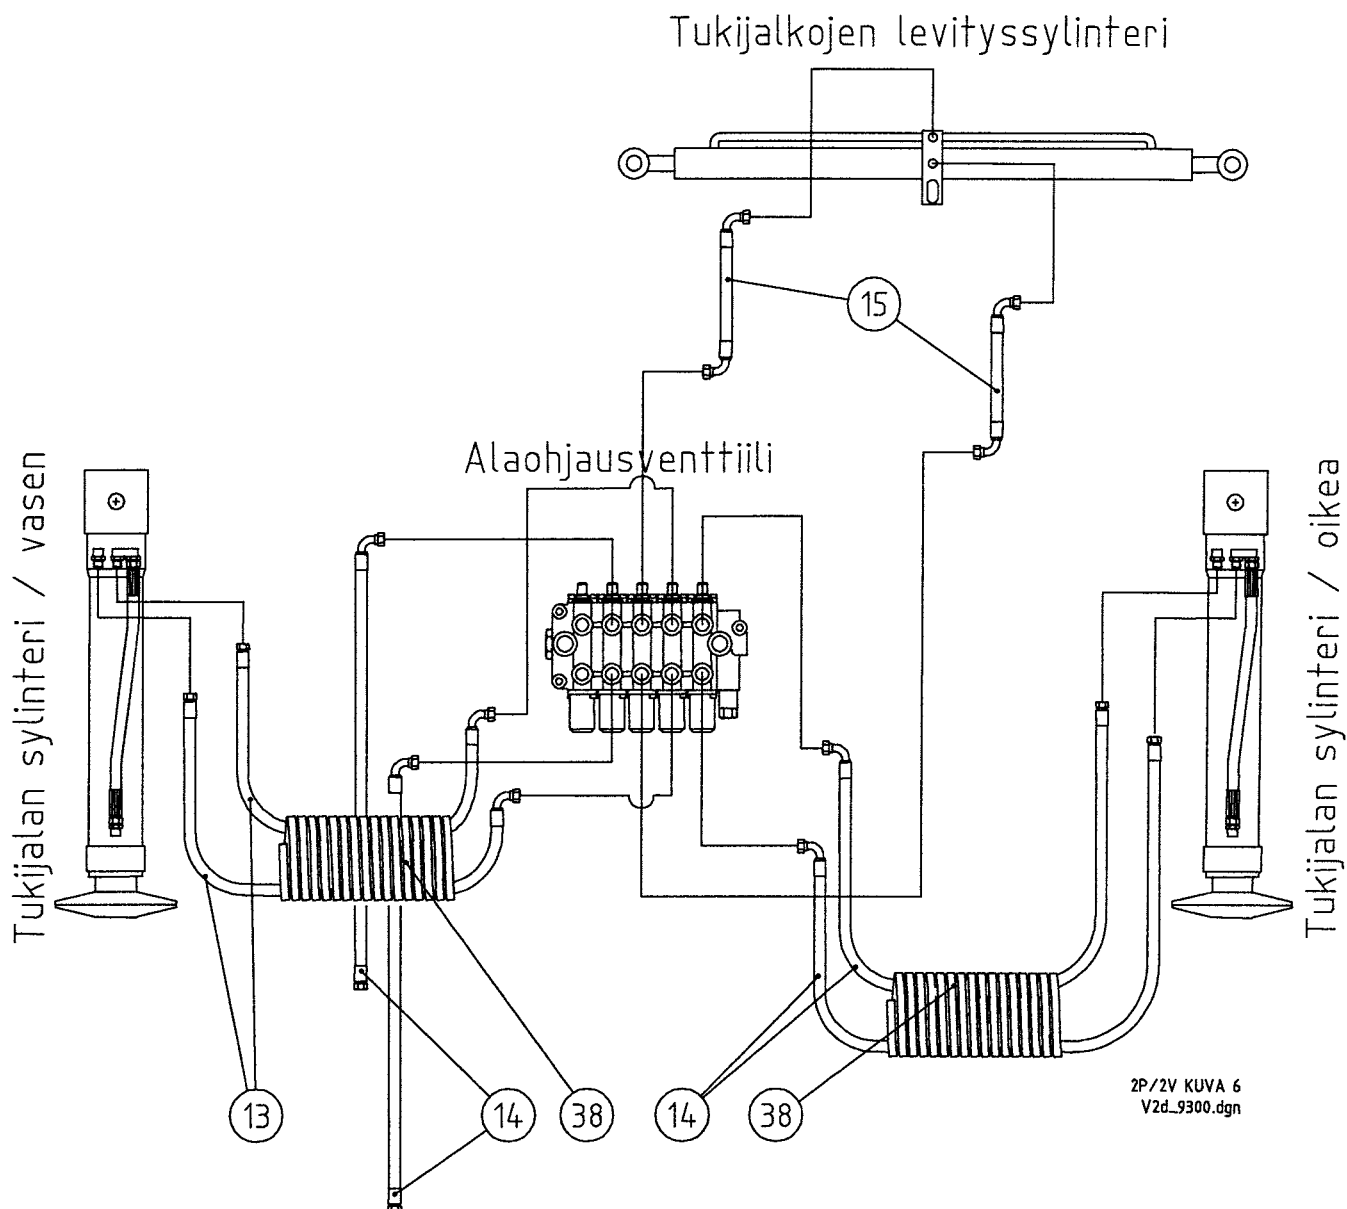 Tukijalkojen levityssylinteri
15
Alaohjausventtiili
Tukijalan sylinteri / vasen
Tukijalan sylinteri / oikea
13
14
38
14
38
2P/2V KUVA 6
V2d_9300.dgn